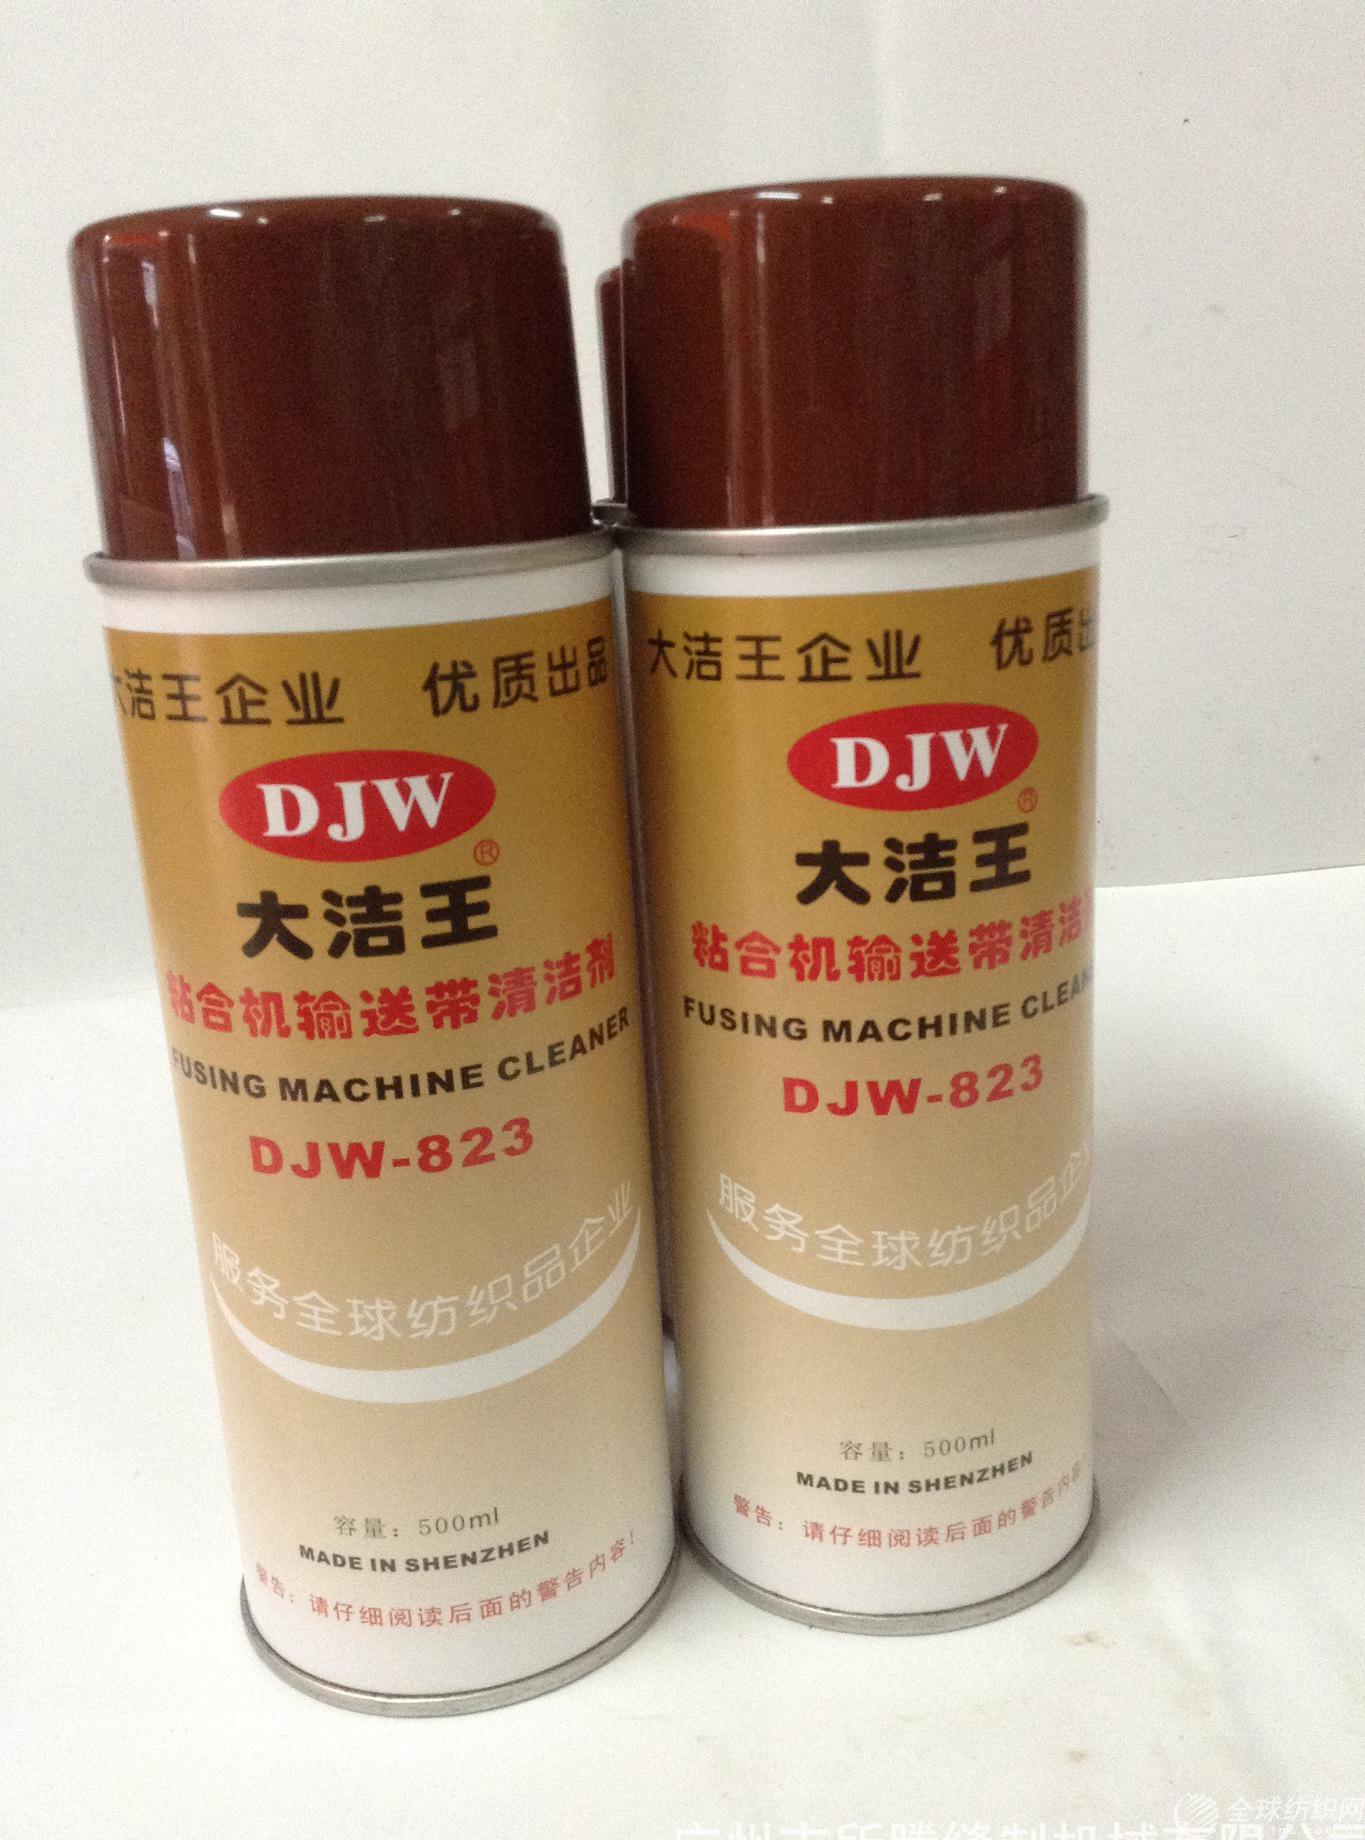 大洁王企业 优质出品
DJW
®
大洁王
粘合机输送带清洁剂
FUSING MACHINE CLEANER
DJW-823
服务全球纺织品企业
容量：500ml
MADE IN SHENZHEN
警告：请仔细阅读后面的警告内容！
大洁王企业 优质出
DJW
®
大洁王
粘合机输送带清洁
FUSING MACHINE CLEAN
DJW-823
服务全球纺织品企
容量：500ml
MADE IN SHENZHEN
警告：请仔细阅读后面的警告内容
全球纺织网